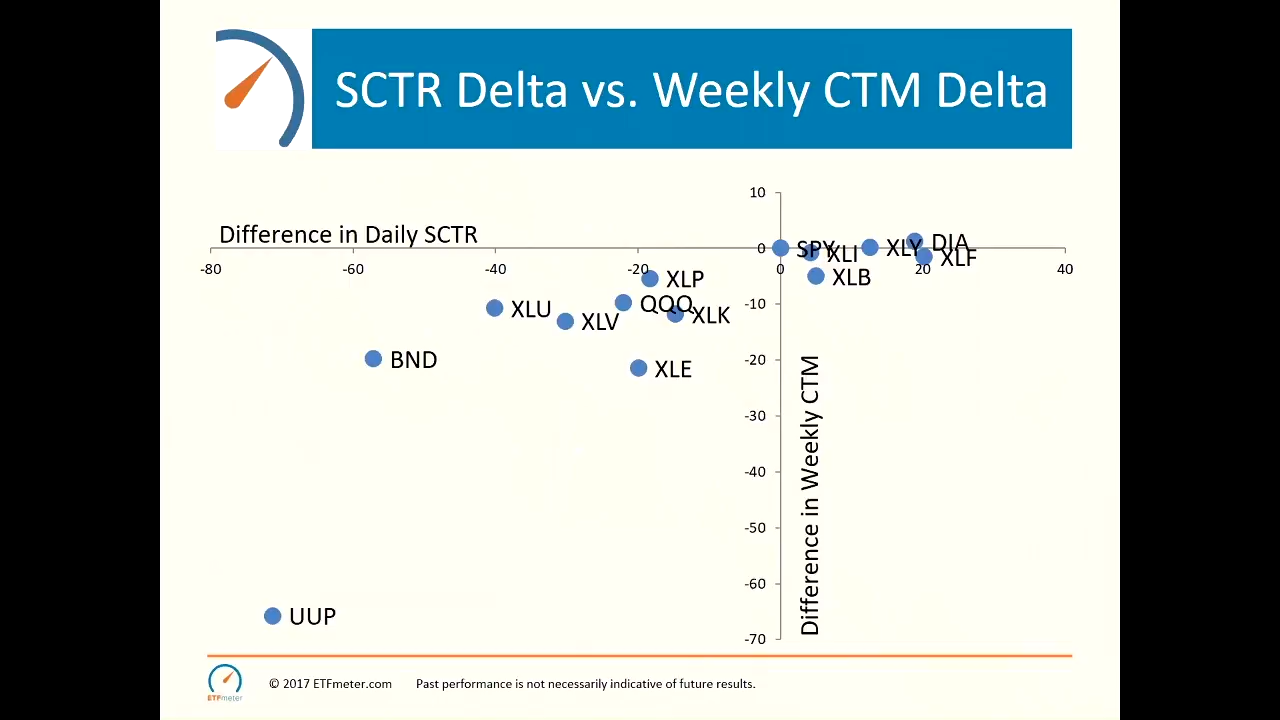 SCTR Delta vs. Weekly CTM Delta
10
Difference in Daily SCTR
0
SPY
XLI
XLY
DIA
XLF
-80
-60
-40
-20
0
20
40
XLP
XLB
-10
XLU
XLV
QQQ
XLK
-20
BND
XLE
-30
-40
-50
-60
-70
Difference in Weekly CTM
UUP
ETFmeter
© 2017 ETFmeter.com Past performance is not necessarily indicative of future results.